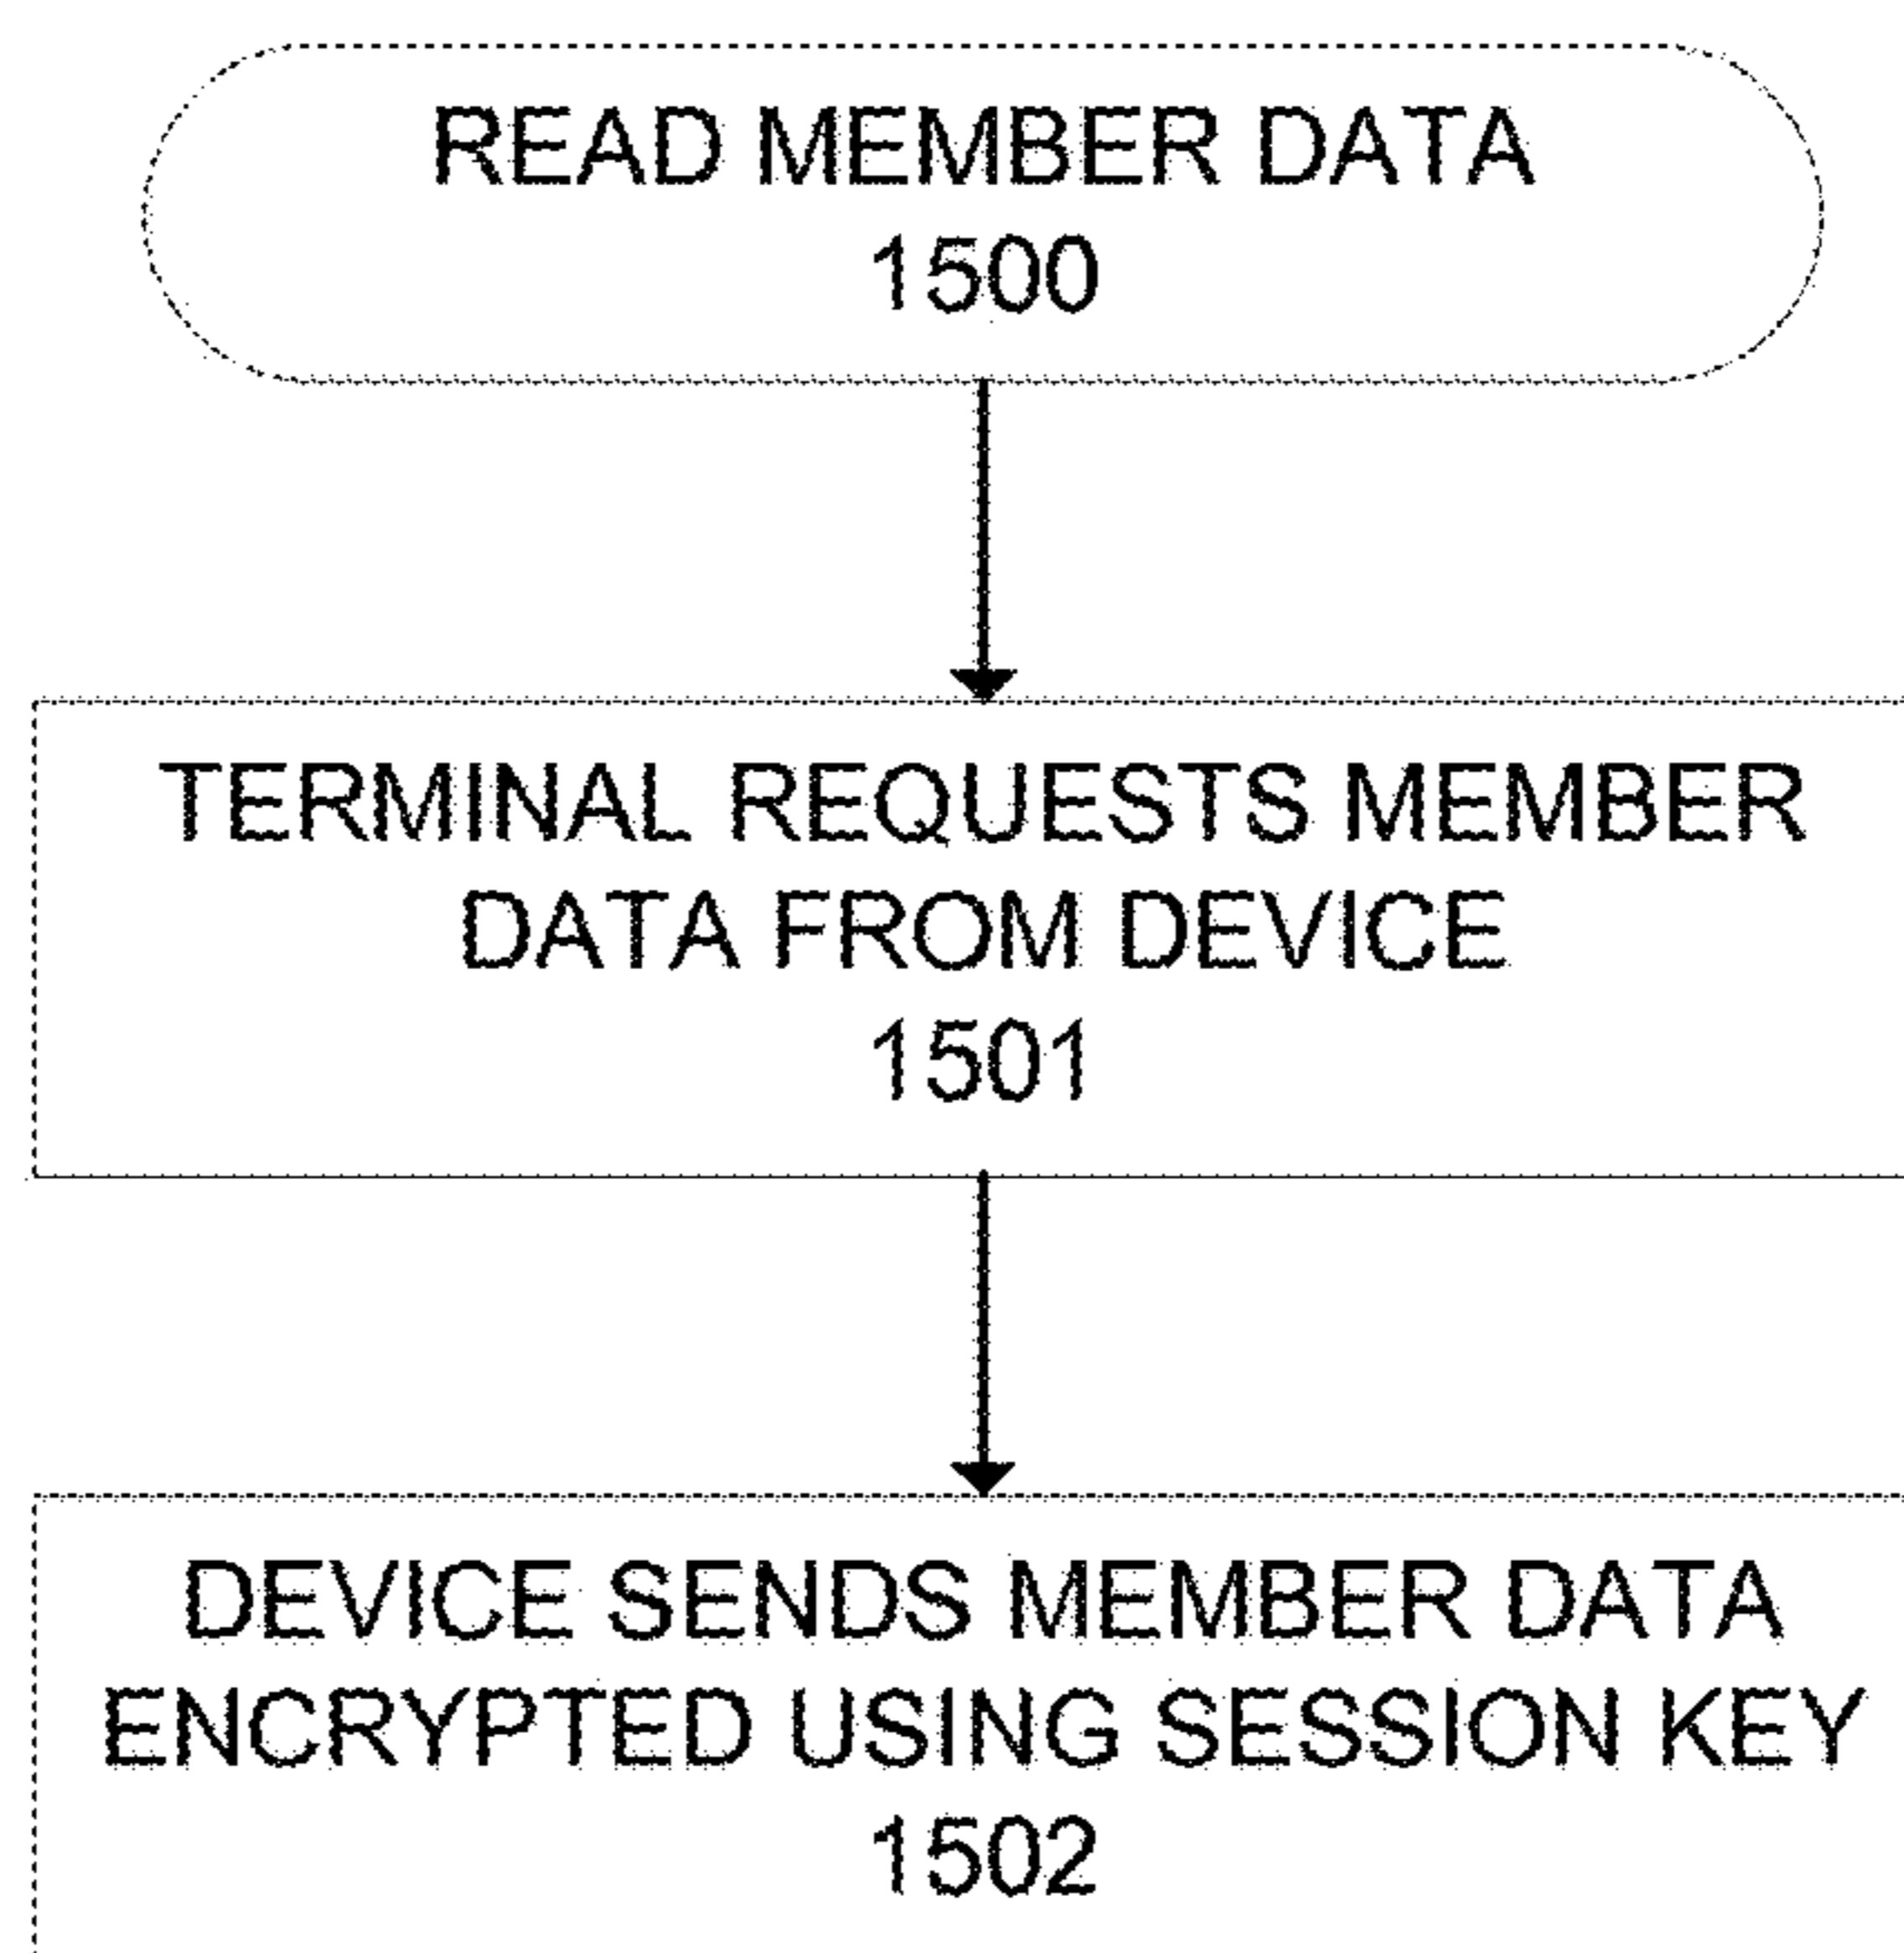 READ MEMBER DATA
1500
TERMINAL REQUESTS MEMBER
DATA FROM DEVICE
1501
DEVICE SENDS MEMBER DATA
ENCRYPTED USING SESSION KEY
1502